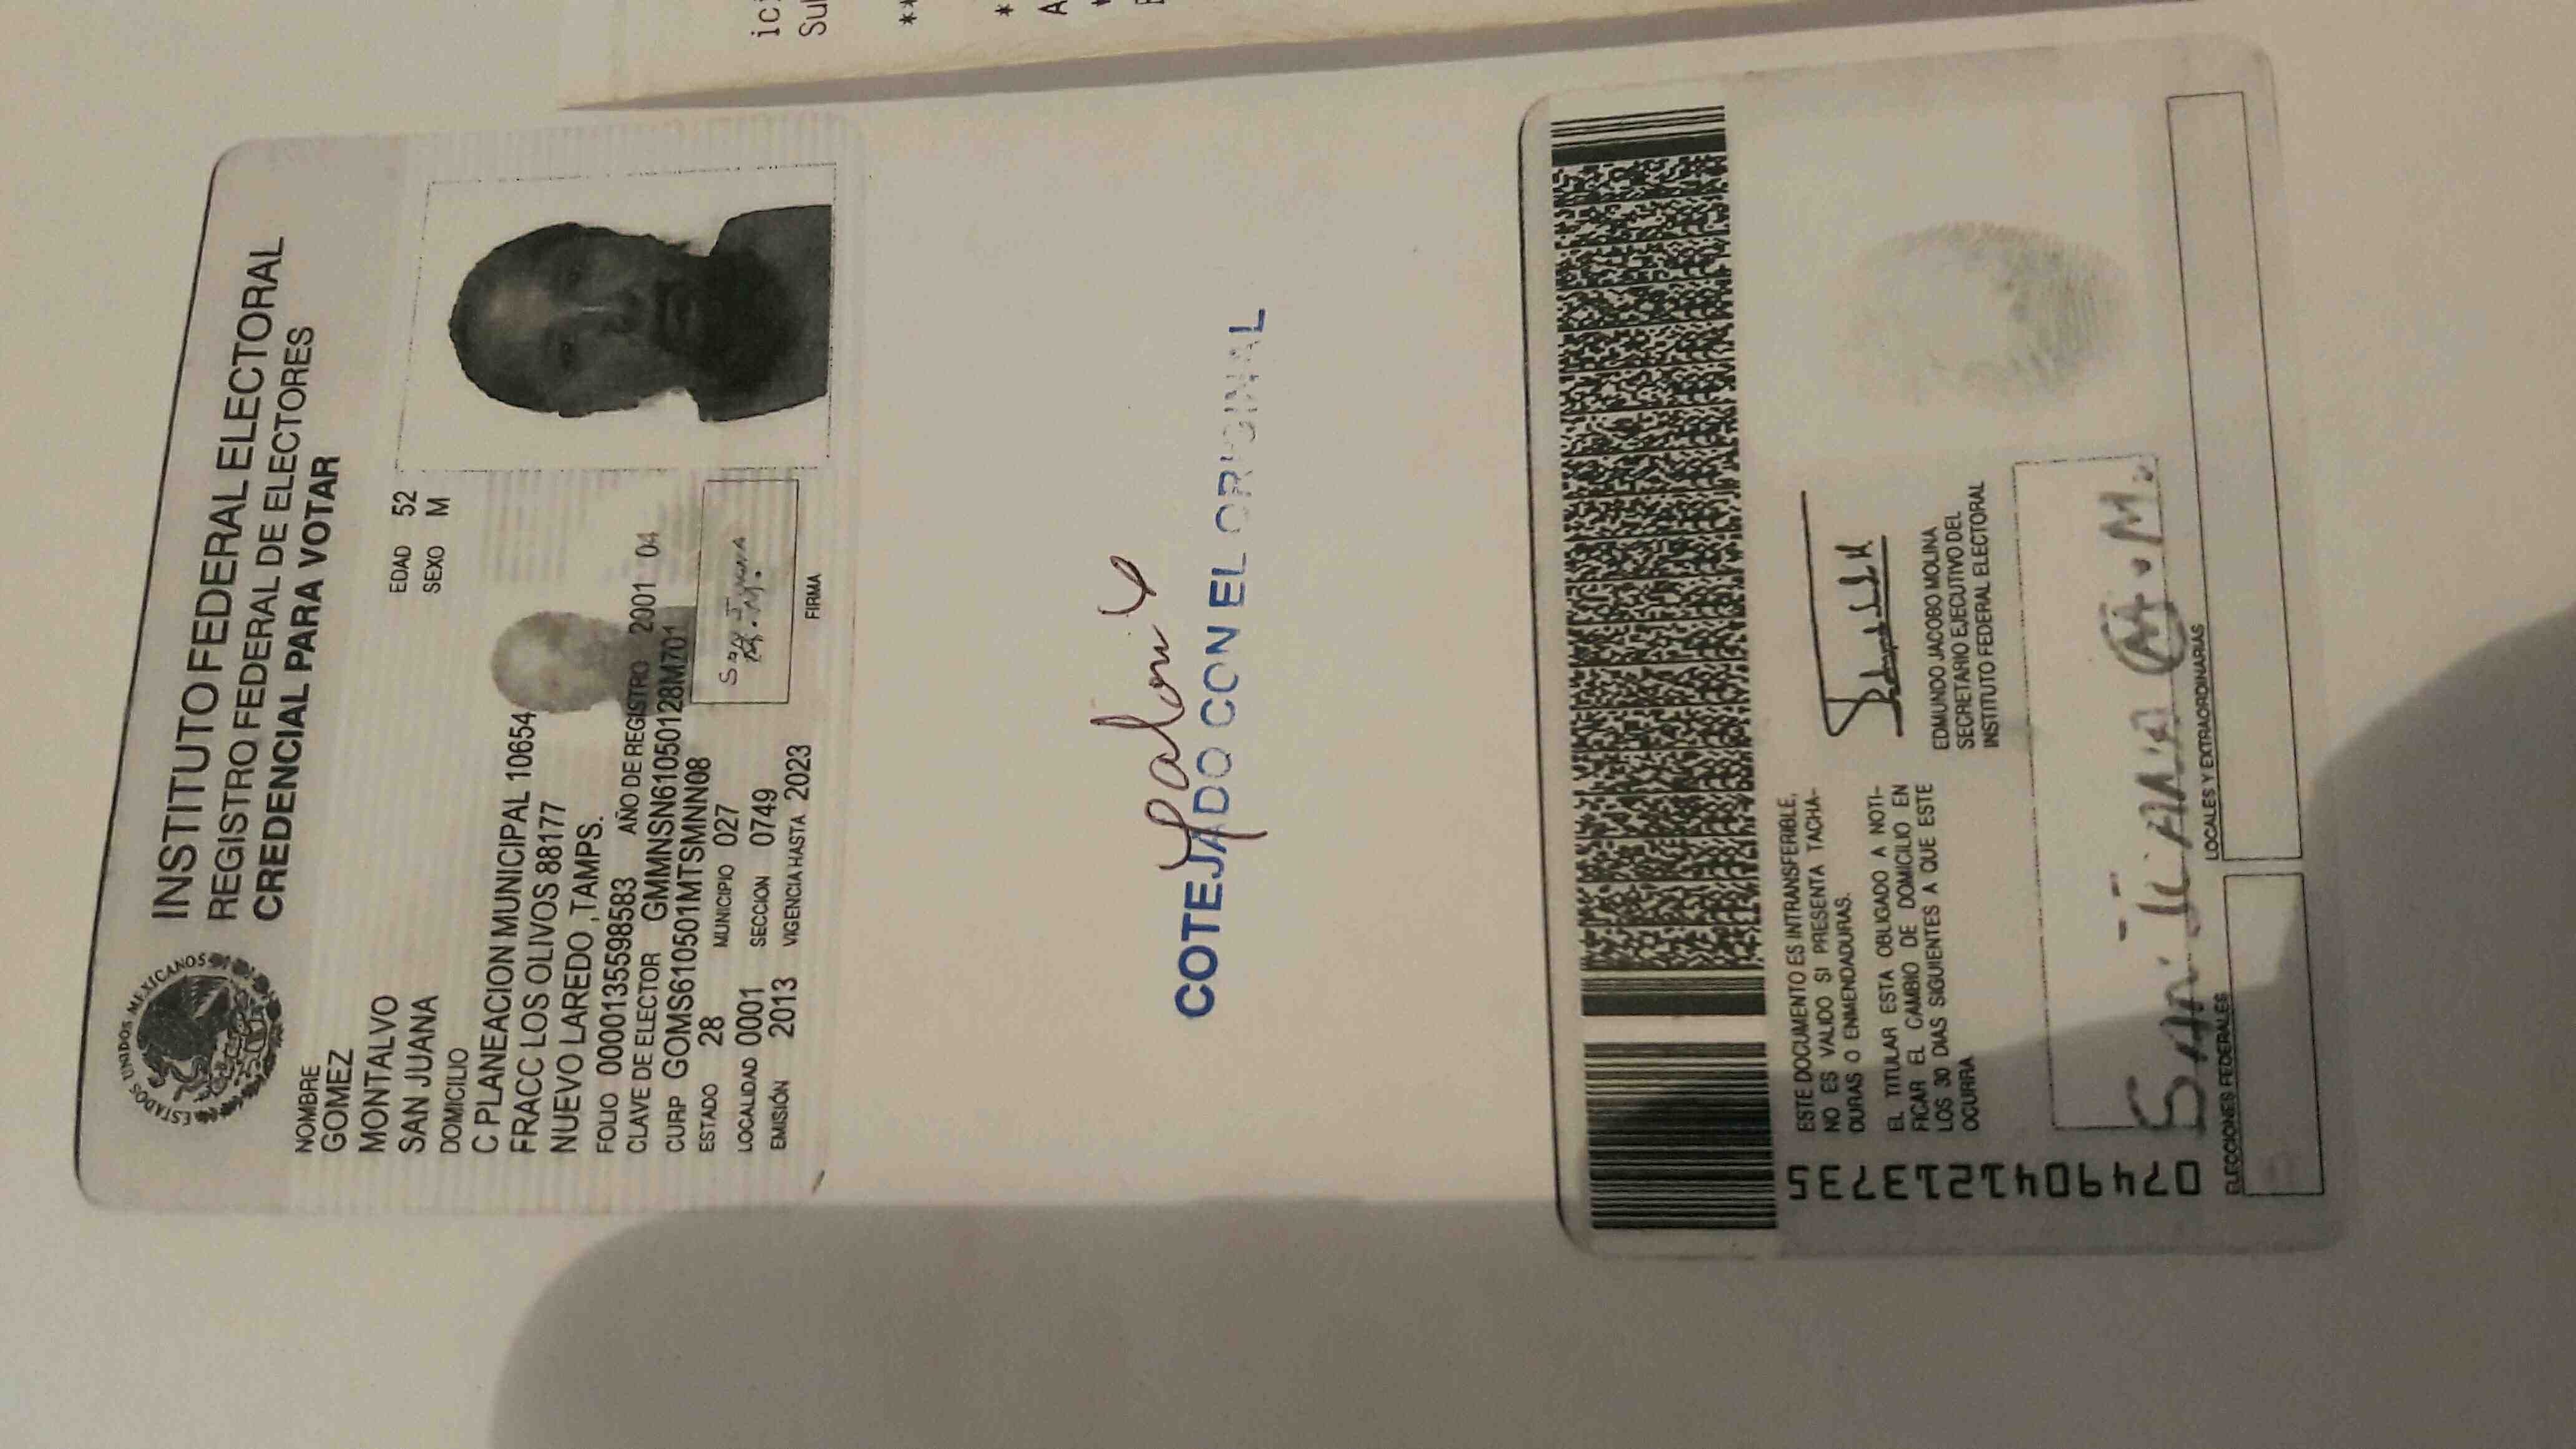 ESTADOS UNIDOS MEXICANOS
INSTITUTO FEDERAL ELECTORAL
REGISTRO FEDERAL DE ELECTORES
CREDENCIAL PARA VOTAR
NOMBRE
GOMEZ
MONTALVO
SAN JUANA
EDAD 52
SEXO M
DOMICILIO
C PLANEACION MUNICIPAL 10654
FRACC LOS OLIVOS 88177
NUEVO LAREDO ,TAMPS.
FOLIO 0000135598583 AÑO DE REGISTRO 2001 04
CLAVE DE ELECTOR GMMNSN61050128M701
CURP GOMS610501MTSMNN08
ESTADO 28 MUNICIPIO 027
LOCALIDAD 0001 SECCION 0749
EMISIÓN 2013 VIGENCIA HASTA 2023
FIRMA
COTEJADO CON EL ORIGINAL
ESTE DOCUMENTO ES INTRANSFERIBLE,
NO ES VALIDO SI PRESENTA TACHA-
DURAS O ENMENDADURAS.
EL TITULAR ESTA OBLIGADO A NOTI-
FICAR EL CAMBIO DE DOMICILIO EN
LOS 30 DIAS SIGUIENTES A QUE ESTE
OCURRA
EDMUNDO JACOBO MOLINA
SECRETARIO EJECUTIVO DEL
INSTITUTO FEDERAL ELECTORAL
SAN JUANA G. M.
ELECCIONES FEDERALES
LOCALES Y EXTRAORDINARIAS